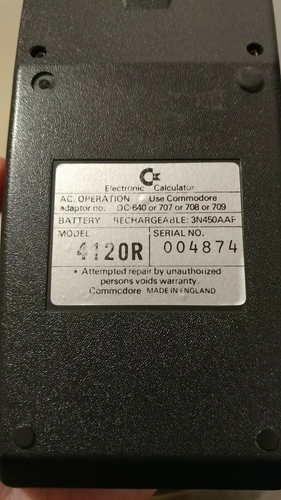 Electronic Calculator
AC. OPERATION Use Commodore
adaptor no. DC-640 or 707 or 708 or 709
BATTERY RECHARGEABLE: 3N450AAF
MODEL
4120R
SERIAL NO.
004874
• Attempted repair by unauthorized
persons voids warranty.
Commodore MADE IN ENGLAND